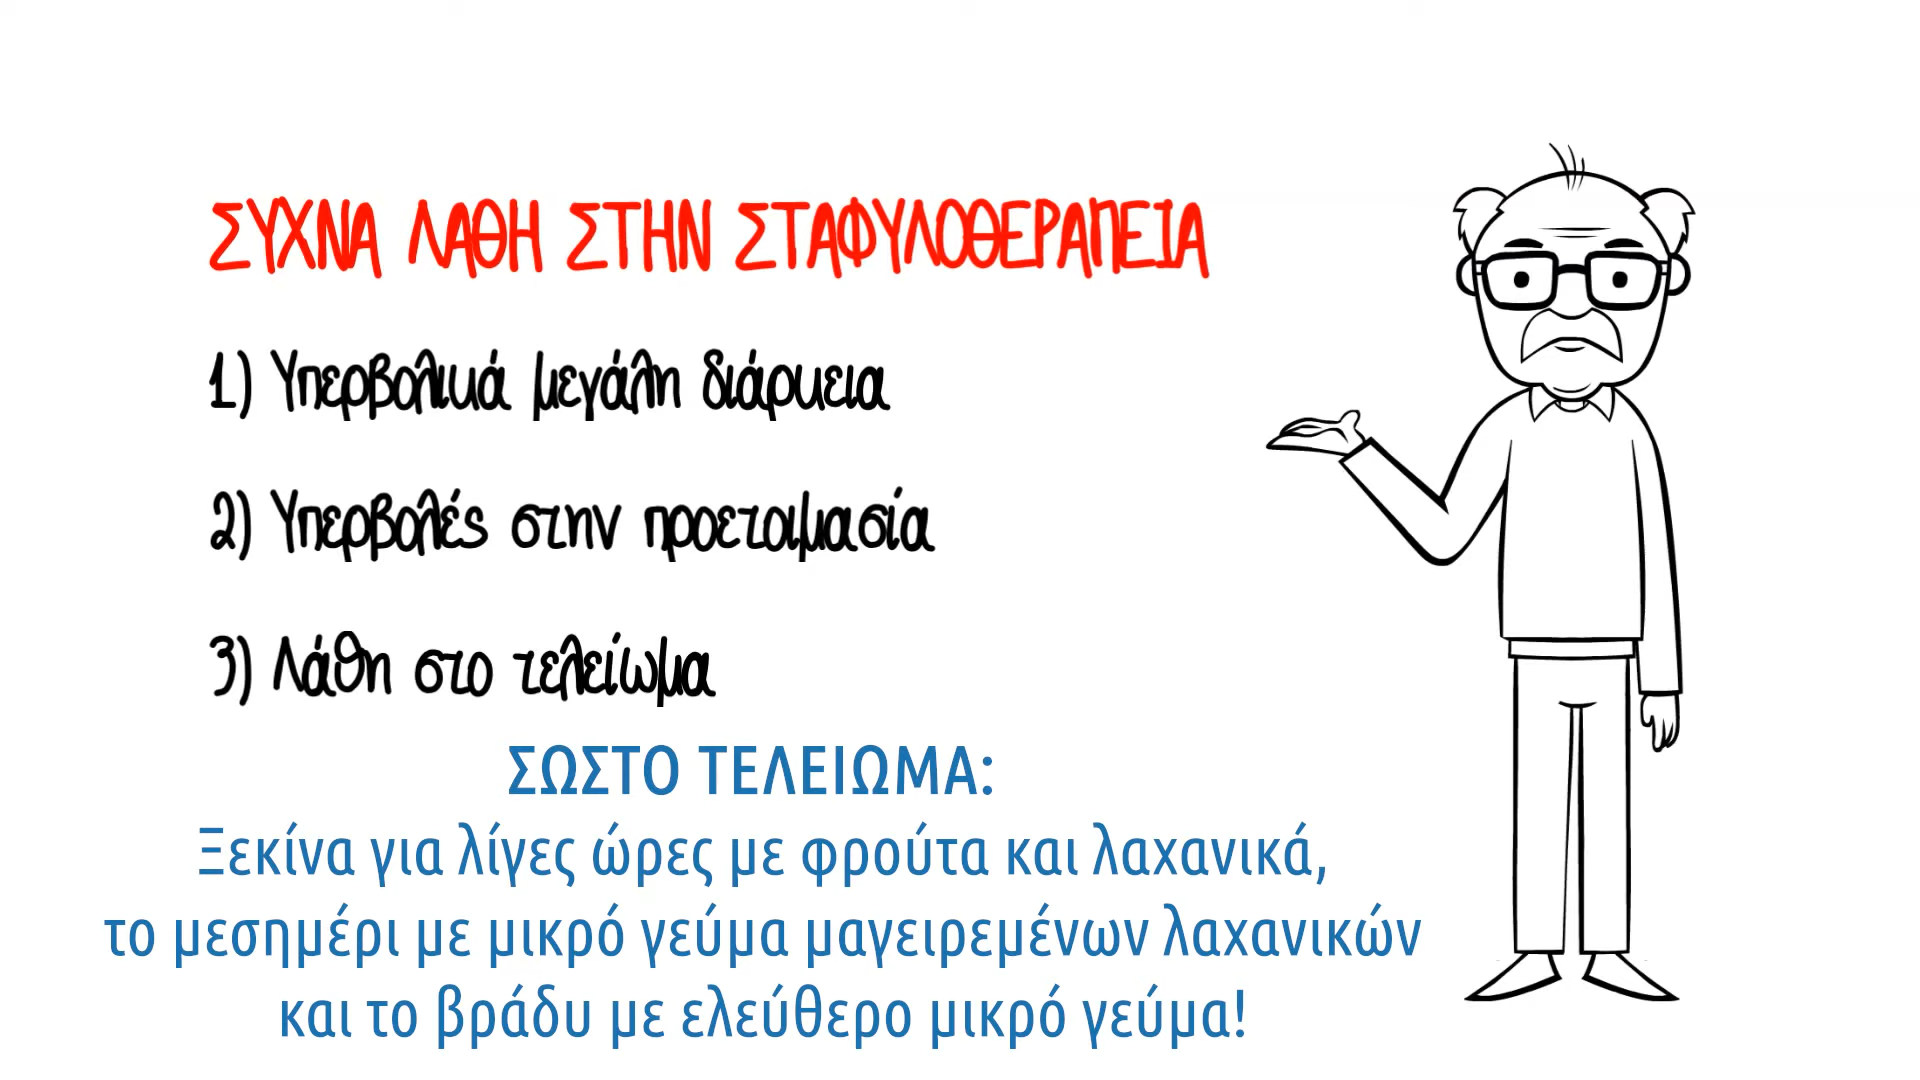 ΣΥΧΝΑ ΛΑΘΗ ΣΤΗΝ ΣΤΑΦΥΛΟΘΕΡΑΠΕΙΑ
1) Υπερβολικά μεγάλη διάρκεια
2) Υπερβολές στην προετοιμασία
3) Λάθη στο τελείωμα
ΣΩΣΤΟ ΤΕΛΕΙΩΜΑ:
Ξεκίνα για λίγες ώρες με φρούτα και λαχανικά,
το μεσημέρι με μικρό γεύμα μαγειρεμένων λαχανικών
και το βράδυ με ελεύθερο μικρό γεύμα!